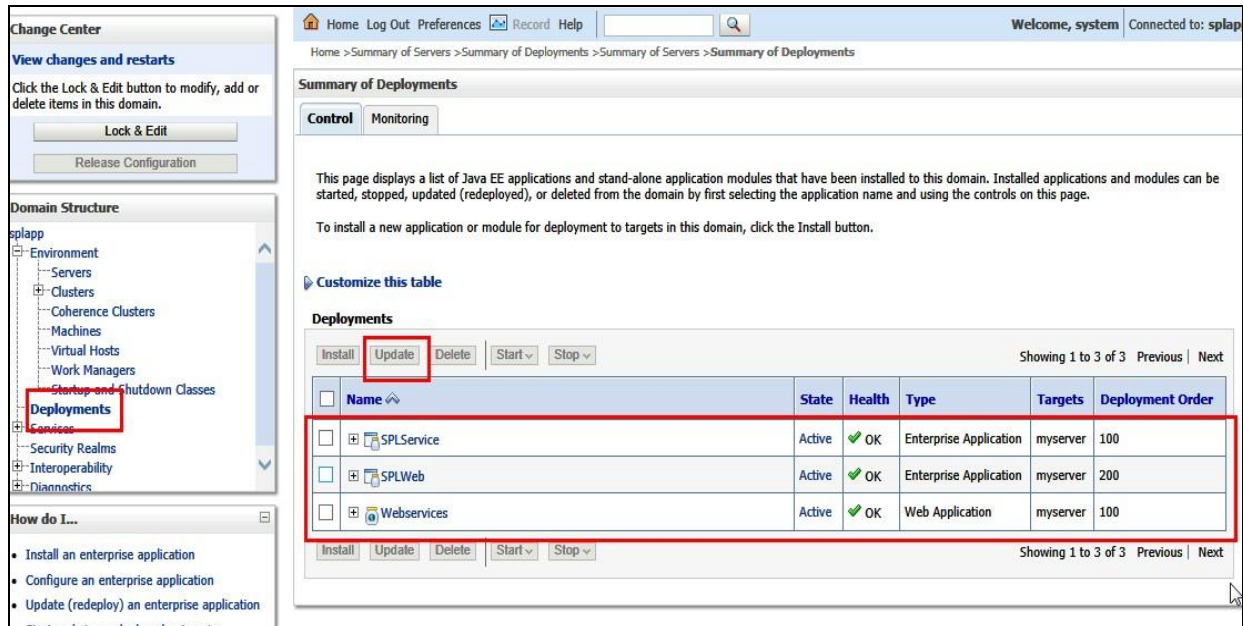 Change Center
View changes and restarts
Click the Lock & Edit button to modify, add or
delete items in this domain.
Lock & Edit
Release Configuration
Domain Structure
splapp
Environment
Servers
Clusters
Coherence Clusters
Machines
Virtual Hosts
Work Managers
Startup and Shutdown Classes
Deployments
Services
Security Realms
Interoperability
Diagnostics
How do I...
Install an enterprise application
Configure an enterprise application
Update (redeploy) an enterprise application
Home Log Out Preferences Record Help
Welcome, system Connected to: splap
Home >Summary of Servers >Summary of Deployments >Summary of Servers >Summary of Deployments
Summary of Deployments
Control Monitoring
This page displays a list of Java EE applications and stand-alone application modules that have been installed to this domain. Installed applications and modules can be
started, stopped, updated (redeployed), or deleted from the domain by first selecting the application name and using the controls on this page.
To install a new application or module for deployment to targets in this domain, click the Install button.
Customize this table
Deployments
Install Update Delete Start Stop Showing 1 to 3 of 3 Previous | Next
Name State Health Type Targets Deployment Order
SPLService Active OK Enterprise Application myserver 100
SPLWeb Active OK Enterprise Application myserver 200
Webservices Active OK Web Application myserver 100
Install Update Delete Start Stop Showing 1 to 3 of 3 Previous | Next